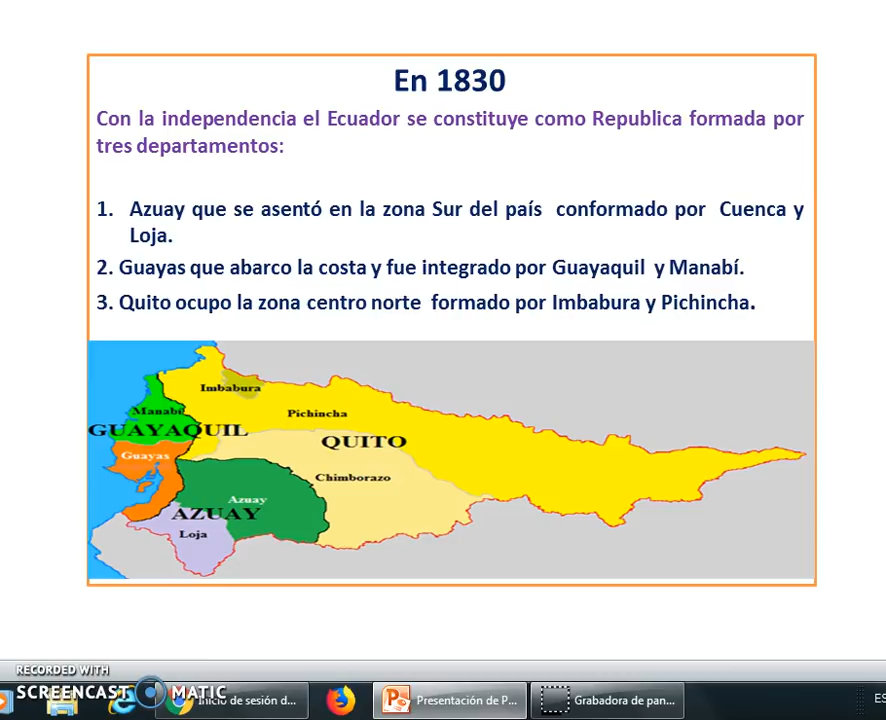 En 1830
Con la independencia el Ecuador se constituye como Republica formada por
tres departamentos:
1. Azuay que se asentó en la zona Sur del país conformado por Cuenca y
Loja.
2. Guayas que abarco la costa y fue integrado por Guayaquil y Manabí.
3. Quito ocupo la zona centro norte formado por Imbabura y Pichincha.
Imbabura
Manabí
Pichincha
GUAYAQUIL
QUITO
Guayas
Chimborazo
Azuay
AZUAY
Loja
RECORDED WITH
SCREENCAST MATIC
Inicio de sesión d...
Presentación de P...
Grabadora de pan...
ES